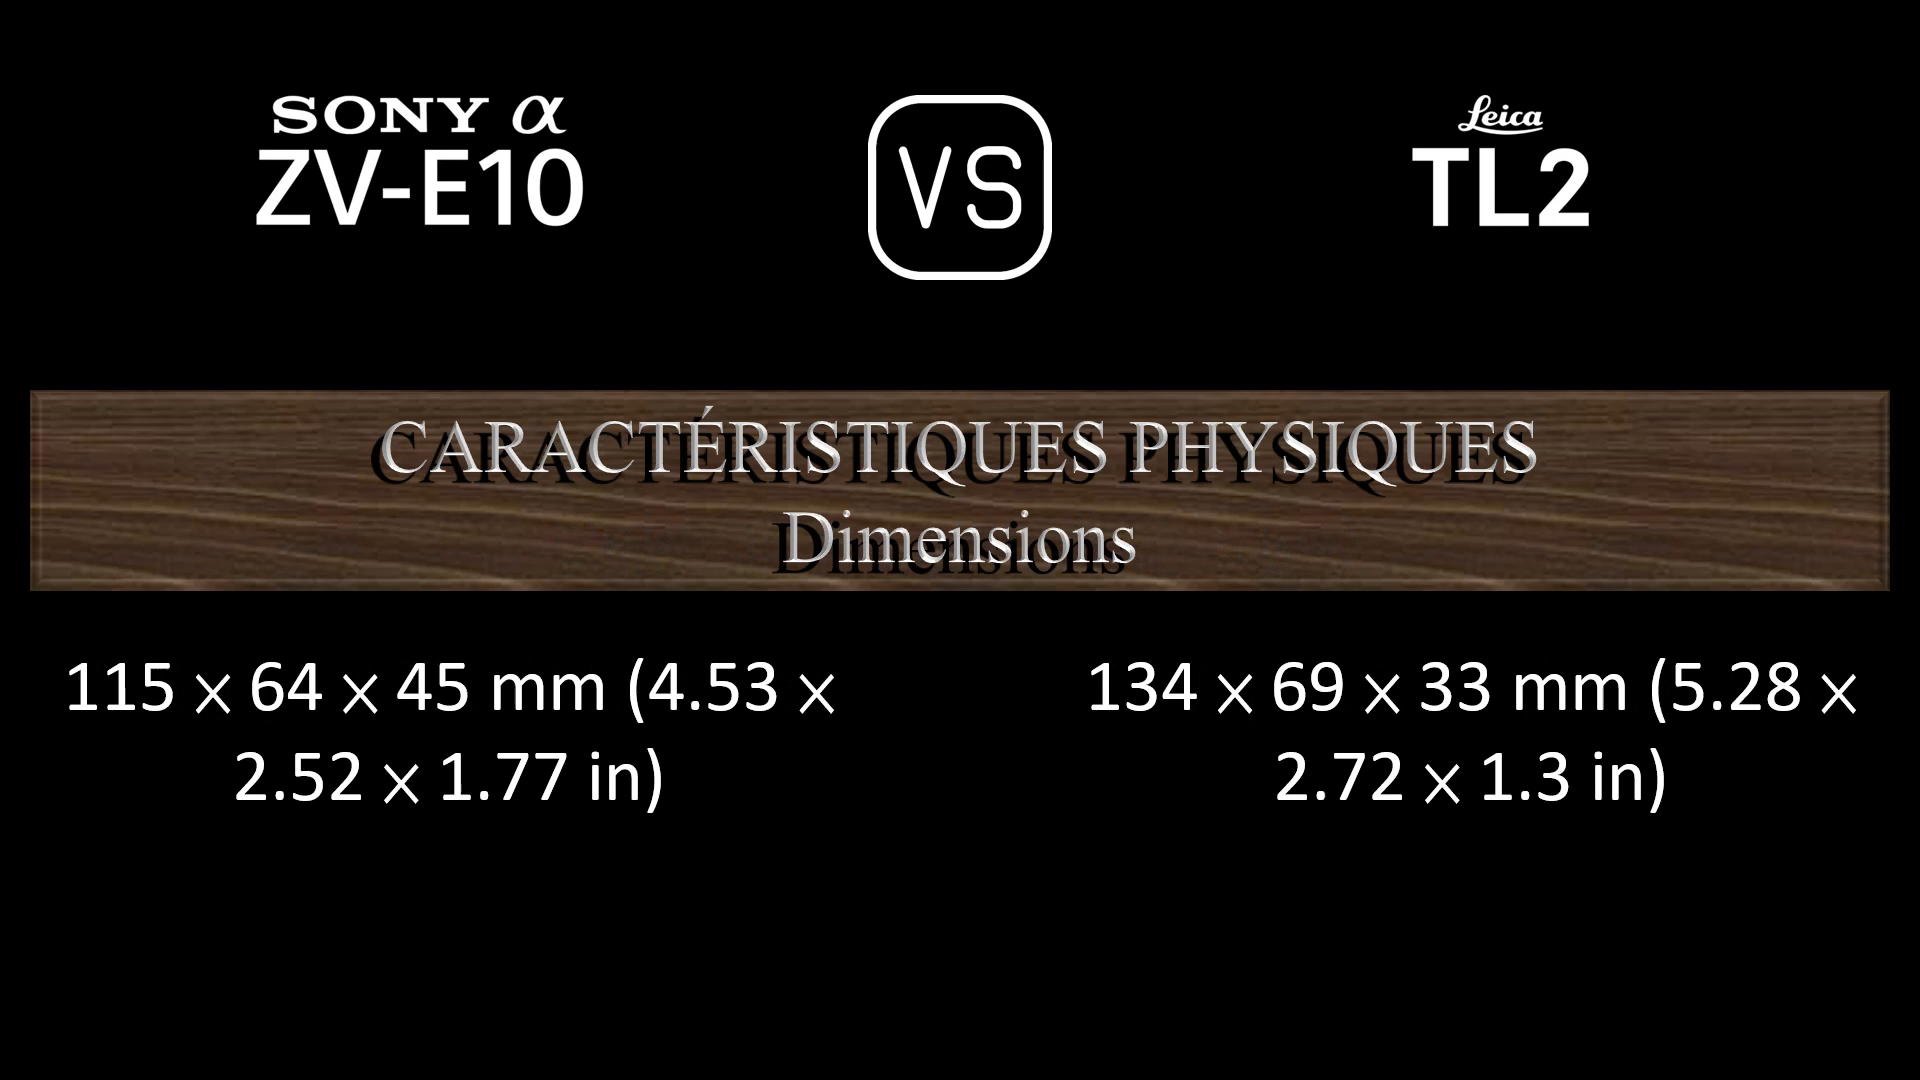 SONY α
ZV-E10
VS
Leica
TL2
CARACTÉRISTIQUES PHYSIQUES
Dimensions
115 x 64 x 45 mm (4.53 x
2.52 x 1.77 in)
134 x 69 x 33 mm (5.28 x
2.72 x 1.3 in)